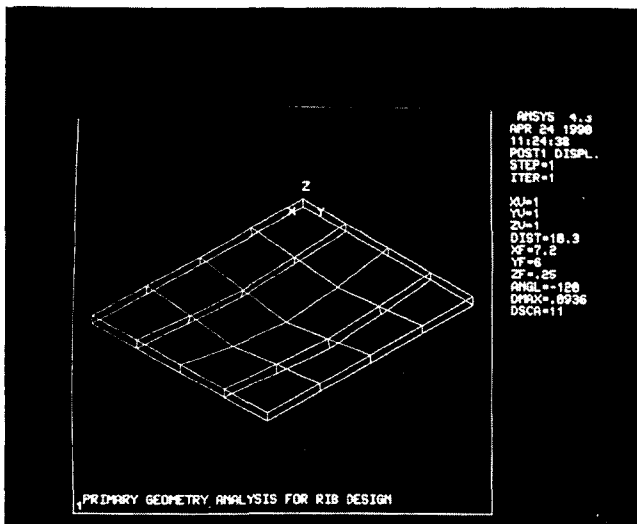 ANSYS 4.3
APR 24 1990
11:24:38
POST1 DISPL.
STEP=1
ITER=1
XV=1
YV=1
ZV=1
DIST=10.3
XF=7.2
YF=6
ZF=.25
ANGL=-120
DMAX=.0936
DSCA=11
Z
X Y
1 PRIMARY GEOMETRY ANALYSIS FOR RIB DESIGN